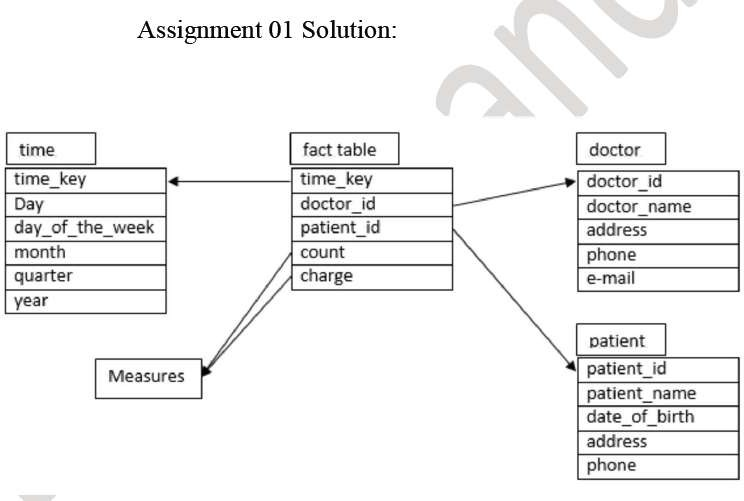 Assignment 01 Solution:
time
time_key
Day
day_of_the_week
month
quarter
year
fact table
time_key
doctor_id
patient_id
count
charge
doctor
doctor_id
doctor_name
address
phone
e-mail
Measures
patient
patient_id
patient_name
date_of_birth
address
phone